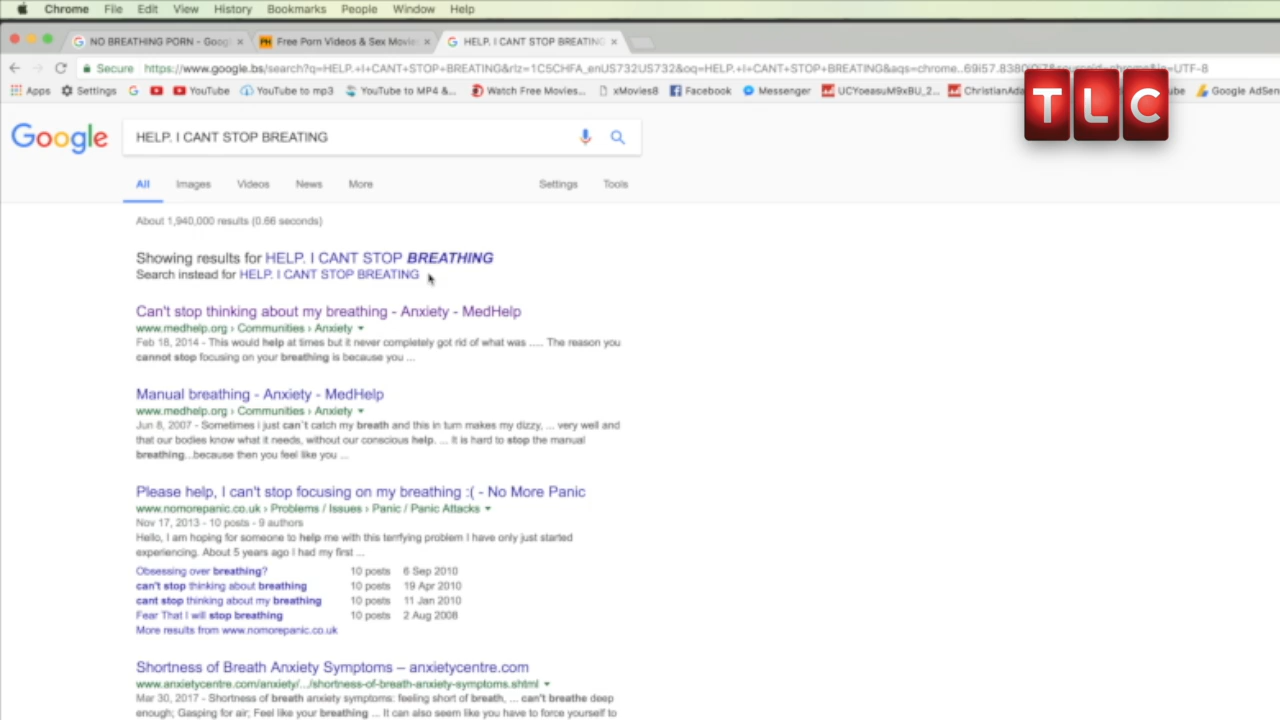 Chrome File Edit View History Bookmarks People Window Help
NO BREATHING PORN - Goog
Free Porn Videos & Sex Movie
HELP. I CANT STOP BREATING
Secure https://www.google.bs/search?q=HELP.+I+CANT+STOP+BREATING&rlz=1C5CHFA_enUS732US732&oq=HELP.+I+CANT+STOP+BREATING&aqs=chrome..69i57.8380
Apps Settings YouTube YouTube to mp3 YouTube to MP4 &... Watch Free Movies... xMovies8 Facebook Messenger UCYoeasuM9xBU_2... ChristianAda Google AdSen
TLC
Google HELP. I CANT STOP BREATING
All Images Videos News More Settings Tools
About 1,940,000 results (0.66 seconds)
Showing results for HELP. I CANT STOP BREATHING
Search instead for HELP. I CANT STOP BREATING
Can't stop thinking about my breathing - Anxiety - MedHelp
www.medhelp.org › Communities › Anxiety
Feb 18, 2014 - This would help at times but it never completely got rid of what was ..... The reason you
cannot stop focusing on your breathing is because you ...
Manual breathing - Anxiety - MedHelp
www.medhelp.org › Communities › Anxiety
Jun 8, 2007 - Sometimes i just can`t catch my breath and this in turn makes my dizzy, ... very well and
that our bodies know what it needs, without our conscious help. ... It is hard to stop the manual
breathing...because then you feel like you ...
Please help, I can't stop focusing on my breathing :( - No More Panic
www.nomorepanic.co.uk › Problems / Issues › Panic / Panic Attacks
Nov 17, 2013 - 10 posts - 9 authors
Hello, I am hoping for someone to help me with this terrfying problem I have only just started
experiencing. About 5 years ago I had my first ...
Obsessing over breathing? 10 posts 6 Sep 2010
can't stop thinking about breathing 10 posts 19 Apr 2010
cant stop thinking about my breathing 10 posts 11 Jan 2010
Fear That I will stop breathing 10 posts 2 Aug 2008
More results from www.nomorepanic.co.uk
Shortness of Breath Anxiety Symptoms – anxietycentre.com
www.anxietycentre.com/anxiety/.../shortness-of-breath-anxiety-symptoms.shtml
Mar 30, 2017 - Shortness of breath anxiety symptoms: feeling short of breath, ... can't breathe deep
enough; Gasping for air; Feel like your breathing ... It can also seem like you have to force yourself to